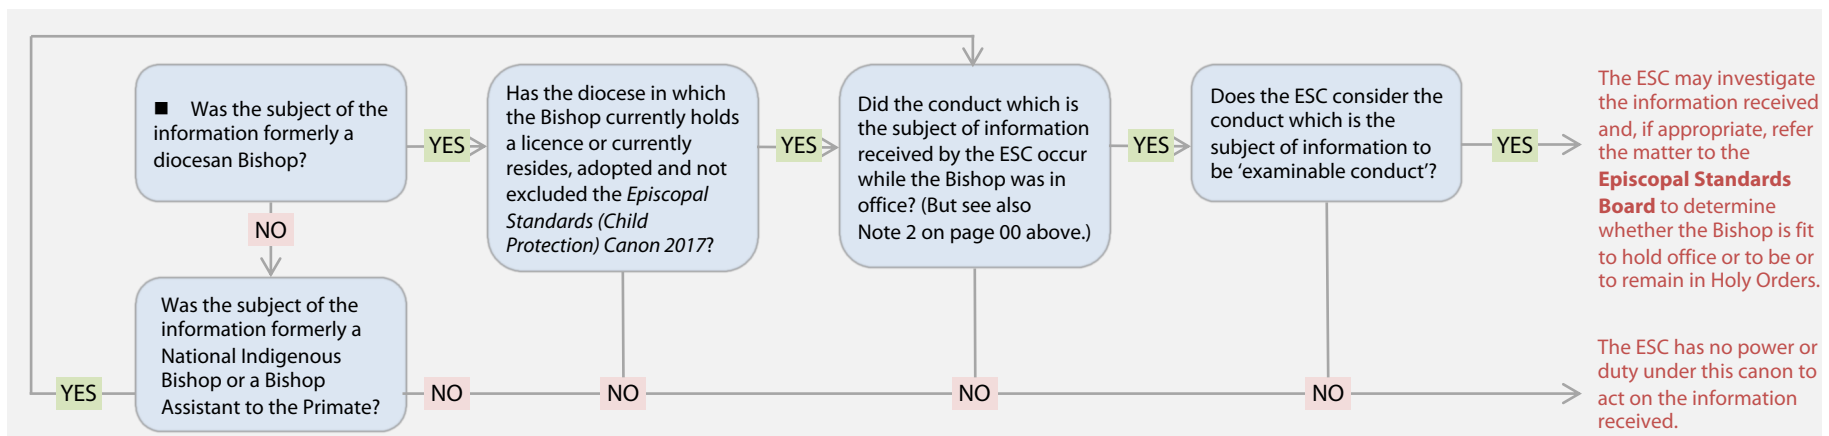 ■ Was the subject of the
information formerly a
diocesan Bishop?
YES
Has the diocese in which
the Bishop currently holds
a licence or currently
resides, adopted and not
excluded the Episcopal
Standards (Child
Protection) Canon 2017?
YES
Did the conduct which is
the subject of information
received by the ESC occur
while the Bishop was in
office? (But see also
Note 2 on page 00 above.)
YES
Does the ESC consider the
conduct which is the
subject of information to
be ‘examinable conduct’?
YES
The ESC may investigate
the information received
and, if appropriate, refer
the matter to the
Episcopal Standards
Board to determine
whether the Bishop is fit
to hold office or to be or
to remain in Holy Orders.
NO
Was the subject of the
information formerly a
National Indigenous
Bishop or a Bishop
Assistant to the Primate?
YES
NO
NO
NO
NO
The ESC has no power or
duty under this canon to
act on the information
received.